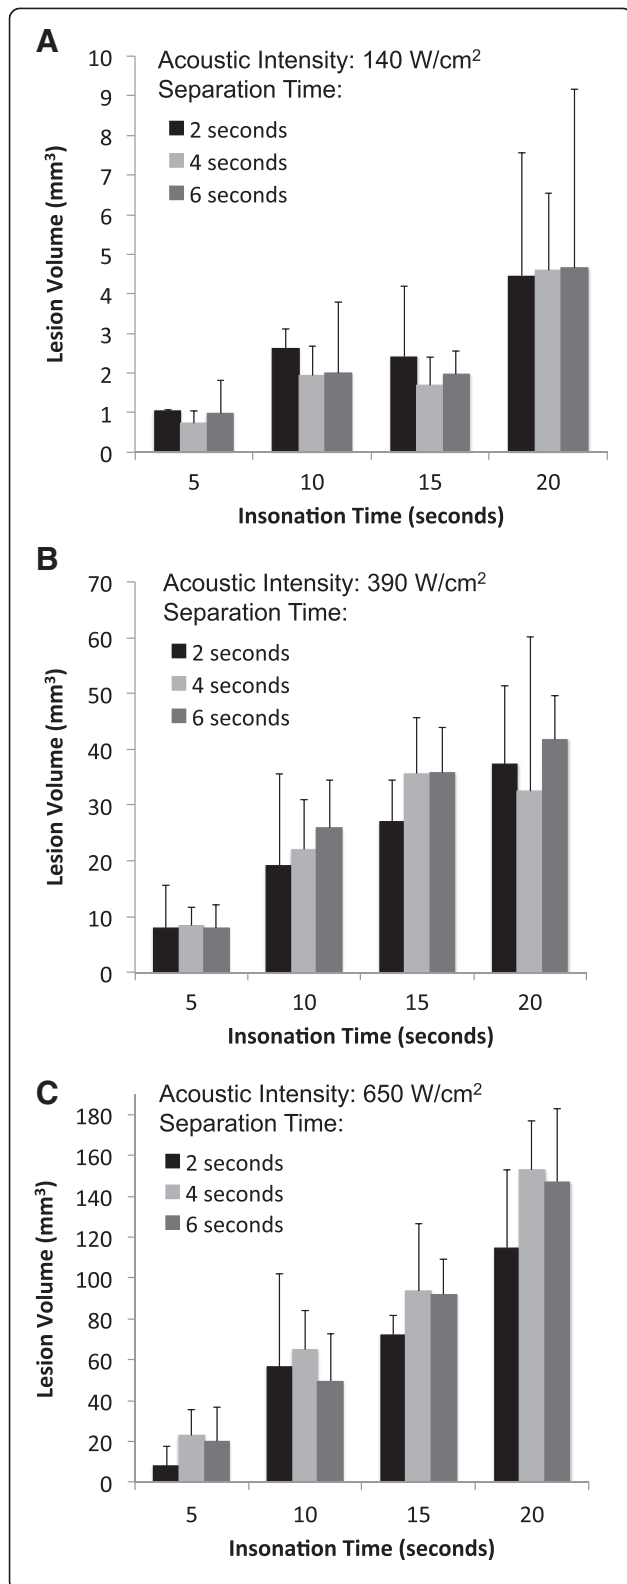 A
Acoustic Intensity: 140 W/cm²
Separation Time:
2 seconds
4 seconds
6 seconds
Lesion Volume (mm³)
10
9
8
7
6
5
4
3
2
1
0
5 10 15 20
Insonation Time (seconds)
B
Acoustic Intensity: 390 W/cm²
Separation Time:
2 seconds
4 seconds
6 seconds
Lesion Volume (mm³)
70
60
50
40
30
20
10
0
5 10 15 20
Insonation Time (seconds)
C
Acoustic Intensity: 650 W/cm²
Separation Time:
2 seconds
4 seconds
6 seconds
Lesion Volume (mm³)
180
160
140
120
100
80
60
40
20
0
5 10 15 20
Insonation Time (seconds)